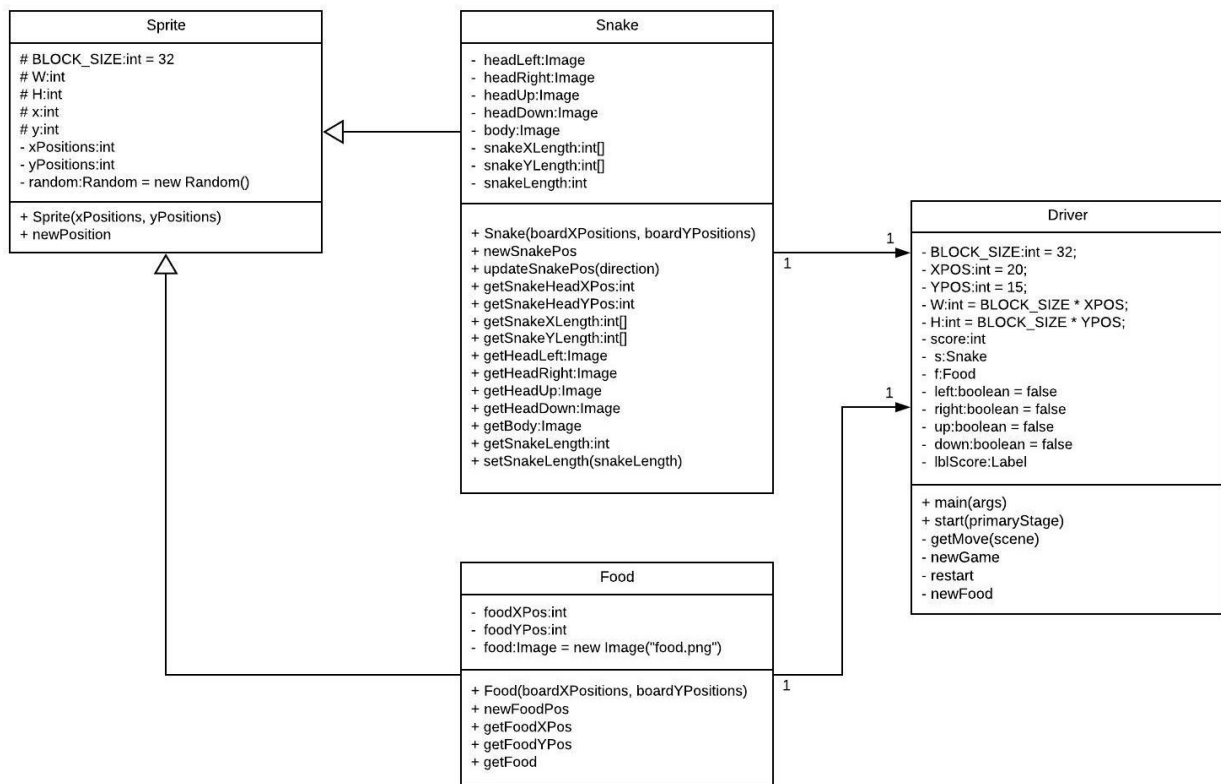 Sprite
# BLOCK_SIZE:int = 32
# W:int
# H:int
# x:int
# y:int
- xPositions:int
- yPositions:int
- random:Random = new Random()
+ Sprite(xPositions, yPositions)
+ newPosition
Snake
- headLeft:Image
- headRight:Image
- headUp:Image
- headDown:Image
- body:Image
- snakeXLength:int[]
- snakeYLength:int[]
- snakeLength:int
+ Snake(boardXPositions, boardYPositions)
+ newSnakePos
+ updateSnakePos(direction)
+ getSnakeHeadXPos:int
+ getSnakeHeadYPos:int
+ getSnakeXLength:int[]
+ getSnakeYLength:int[]
+ getHeadLeft:Image
+ getHeadRight:Image
+ getHeadUp:Image
+ getHeadDown:Image
+ getBody:Image
+ getSnakeLength:int
+ setSnakeLength(snakeLength)
1
1
Driver
- BLOCK_SIZE:int = 32;
- XPOS:int = 20;
- YPOS:int = 15;
- W:int = BLOCK_SIZE * XPOS;
- H:int = BLOCK_SIZE * YPOS;
- score:int
- s:Snake
- f:Food
- left:boolean = false
- right:boolean = false
- up:boolean = false
- down:boolean = false
- lblScore:Label
+ main(args)
+ start(primaryStage)
- getMove(scene)
- newGame
- restart
- newFood
1
1
Food
- foodXPos:int
- foodYPos:int
- food:Image = new Image("food.png")
+ Food(boardXPositions, boardYPositions)
+ newFoodPos
+ getFoodXPos
+ getFoodYPos
+ getFood